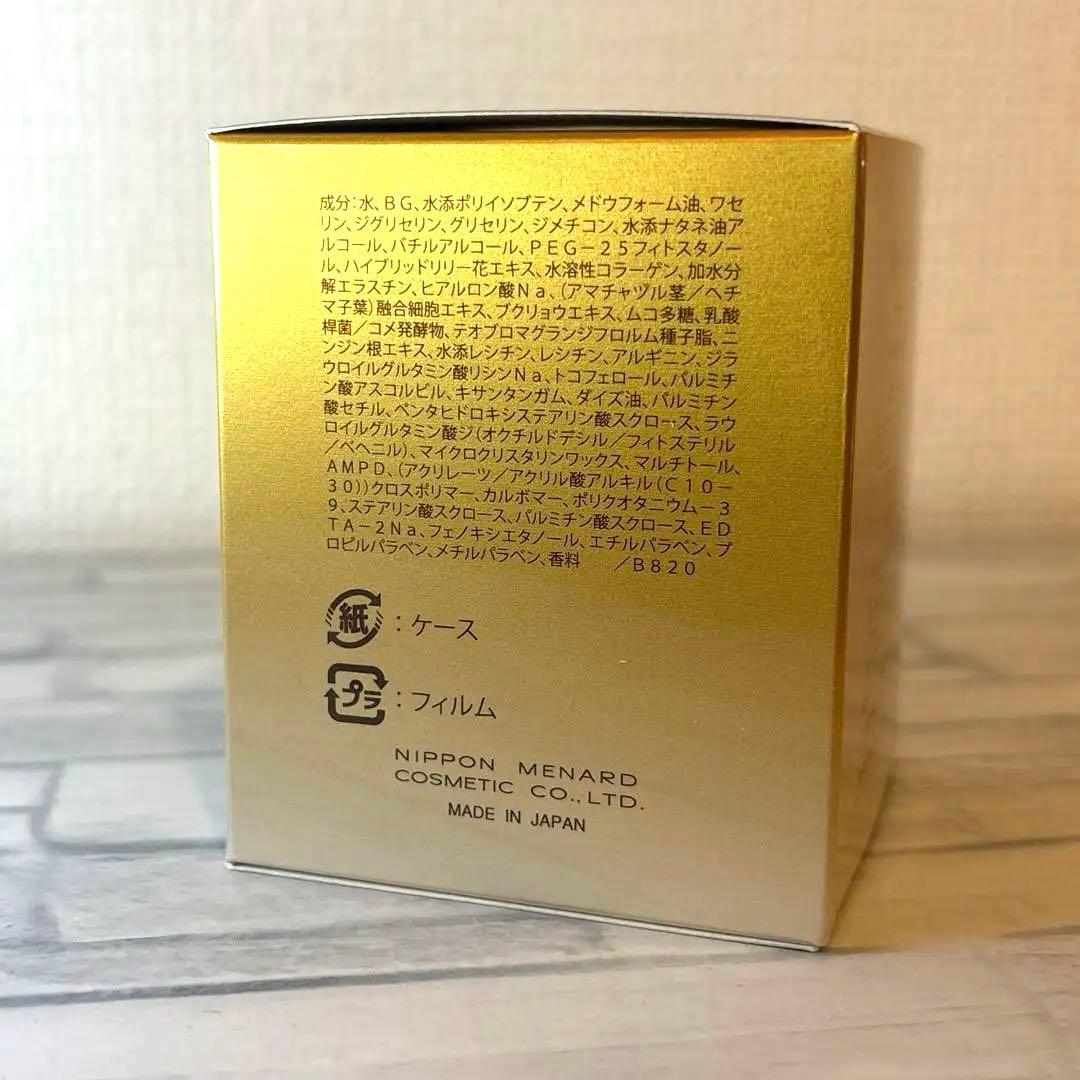 成分：水、ＢＧ、水添ポリイソブテン、メドウフォーム油、ワセ
リン、ジグリセリン、グリセリン、ジメチコン、水添ナタネ油ア
ルコール、バチルアルコール、ＰＥＧ－２５フィトスタノー
ル、ハイブリッドリリー花エキス、水溶性コラーゲン、加水分
解エラスチン、ヒアルロン酸Ｎａ、（アマチャヅル茎／ヘチ
マ子葉）融合細胞エキス、ブクリョウエキス、ムコ多糖、乳酸
桿菌／コメ発酵物、テオブロマグランジフロルム種子脂、ニ
ンジン根エキス、水添レシチン、レシチン、アルギニン、ジラ
ウロイルグルタミン酸リシンＮａ、トコフェロール、パルミチ
ン酸アスコルビル、キサンタンガム、ダイズ油、パルミチン
酸セチル、ペンタヒドロキシステアリン酸スクロース、ラウ
ロイルグルタミン酸ジ（オクチルドデシル／フィトステリル
／ベヘニル）、マイクロクリスタリンワックス、マルチトール、
ＡＭＰＤ、（アクリレーツ／アクリル酸アルキル（Ｃ１０－
３０））クロスポリマー、カルボマー、ポリクオタニウム－３
９、ステアリン酸スクロース、パルミチン酸スクロース、ＥＤ
ＴＡ－２Ｎａ、フェノキシエタノール、エチルパラベン、プ
ロピルパラベン、メチルパラベン、香料　／Ｂ８２０
紙：ケース
プラ：フィルム
NIPPON MENARD
COSMETIC CO., LTD.
MADE IN JAPAN